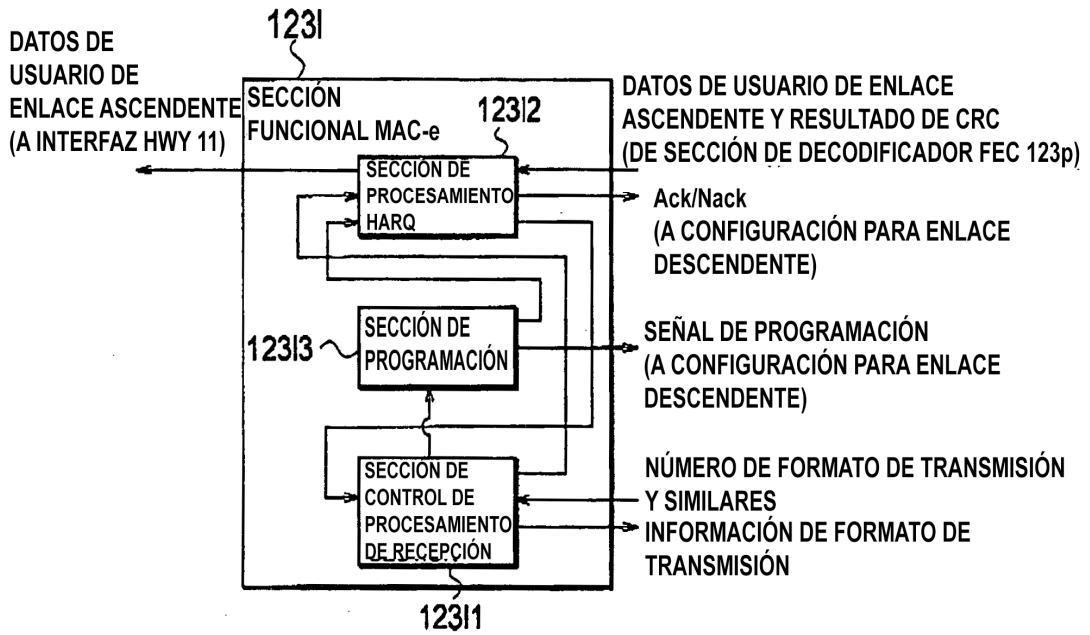 123l
DATOS DE
USUARIO DE
ENLACE ASCENDENTE
(A INTERFAZ HWY 11)
SECCIÓN
FUNCIONAL MAC-e
123l2
SECCIÓN DE
PROCESAMIENTO
HARQ
DATOS DE USUARIO DE ENLACE
ASCENDENTE Y RESULTADO DE CRC
(DE SECCIÓN DE DECODIFICADOR FEC 123p)
Ack/Nack
(A CONFIGURACIÓN PARA ENLACE
DESCENDENTE)
123l3
SECCIÓN DE
PROGRAMACIÓN
SEÑAL DE PROGRAMACIÓN
(A CONFIGURACIÓN PARA ENLACE
DESCENDENTE)
SECCIÓN DE
CONTROL DE
PROCESAMIENTO
DE RECEPCIÓN
NÚMERO DE FORMATO DE TRANSMISIÓN
Y SIMILARES
INFORMACIÓN DE FORMATO DE
TRANSMISIÓN
123l1